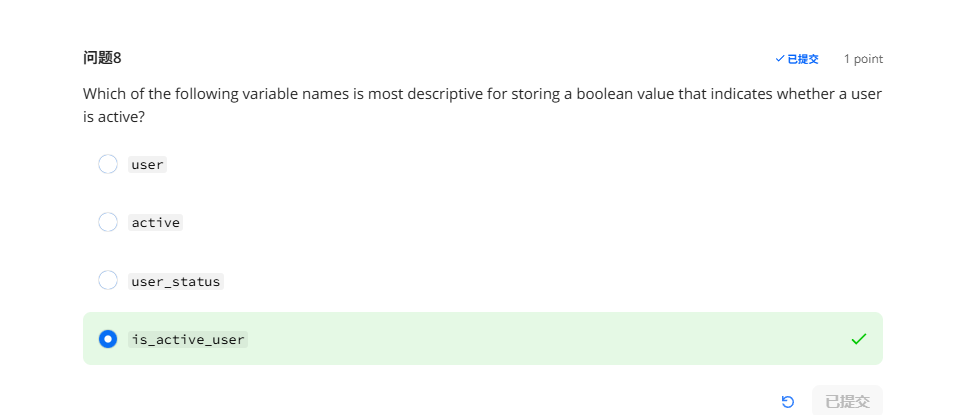 问题8
已提交 1 point
Which of the following variable names is most descriptive for storing a boolean value that indicates whether a user
is active?
user
active
user_status
is_active_user
已提交